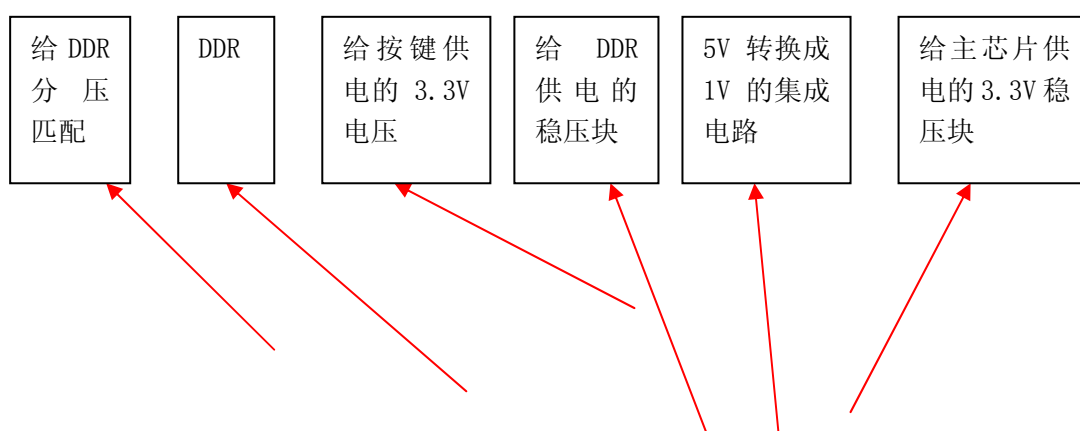 给 DDR
分压
匹配
DDR
给按键供
电的 3.3V
电压
给 DDR
供电的
稳压块
5V 转换成
1V 的集成
电路
给主芯片供
电的 3.3V 稳
压块